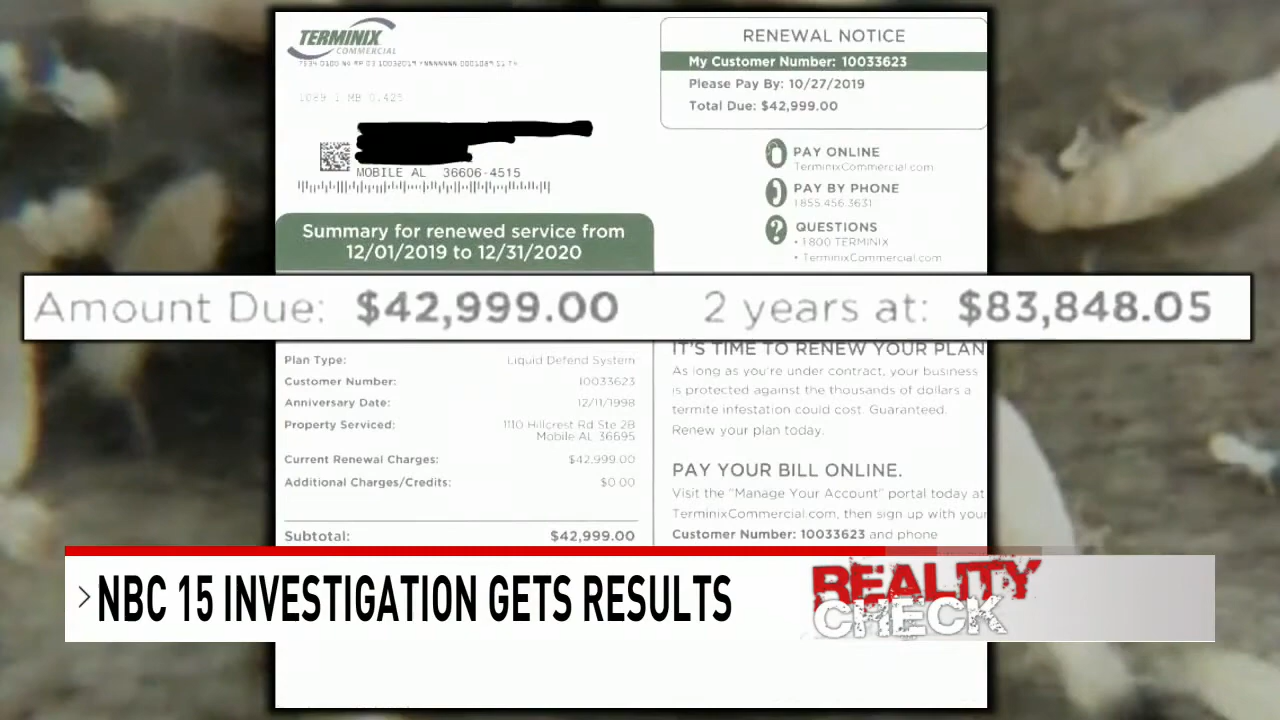 TERMINIX
COMMERCIAL
1089 1 MB 0.425
MOBILE AL 36606-4515
RENEWAL NOTICE
My Customer Number: 10033623
Please Pay By: 10/27/2019
Total Due: $42,999.00
PAY ONLINE
TerminixCommercial.com
PAY BY PHONE
1.855.456.3631
QUESTIONS
• 1 800 TERMINIX
• TerminixCommercial.com
Summary for renewed service from
12/01/2019 to 12/31/2020
Amount Due: $42,999.00 2 years at: $83,848.05
Plan Type: Liquid Defend System
Customer Number: 10033623
Anniversary Date: 12/11/1998
Property Serviced: 1110 Hillcrest Rd Ste 2B
Mobile AL 36695
Current Renewal Charges: $42,999.00
Additional Charges/Credits: $0.00
Subtotal: $42,999.00
IT'S TIME TO RENEW YOUR PLAN
As long as you're under contract, your business
is protected against the thousands of dollars a
termite infestation could cost. Guaranteed.
Renew your plan today.
PAY YOUR BILL ONLINE.
Visit the "Manage Your Account" portal today at
TerminixCommercial.com, then sign up with your
Customer Number: 10033623 and phone
NBC 15 INVESTIGATION GETS RESULTS
REALITY
CHECK